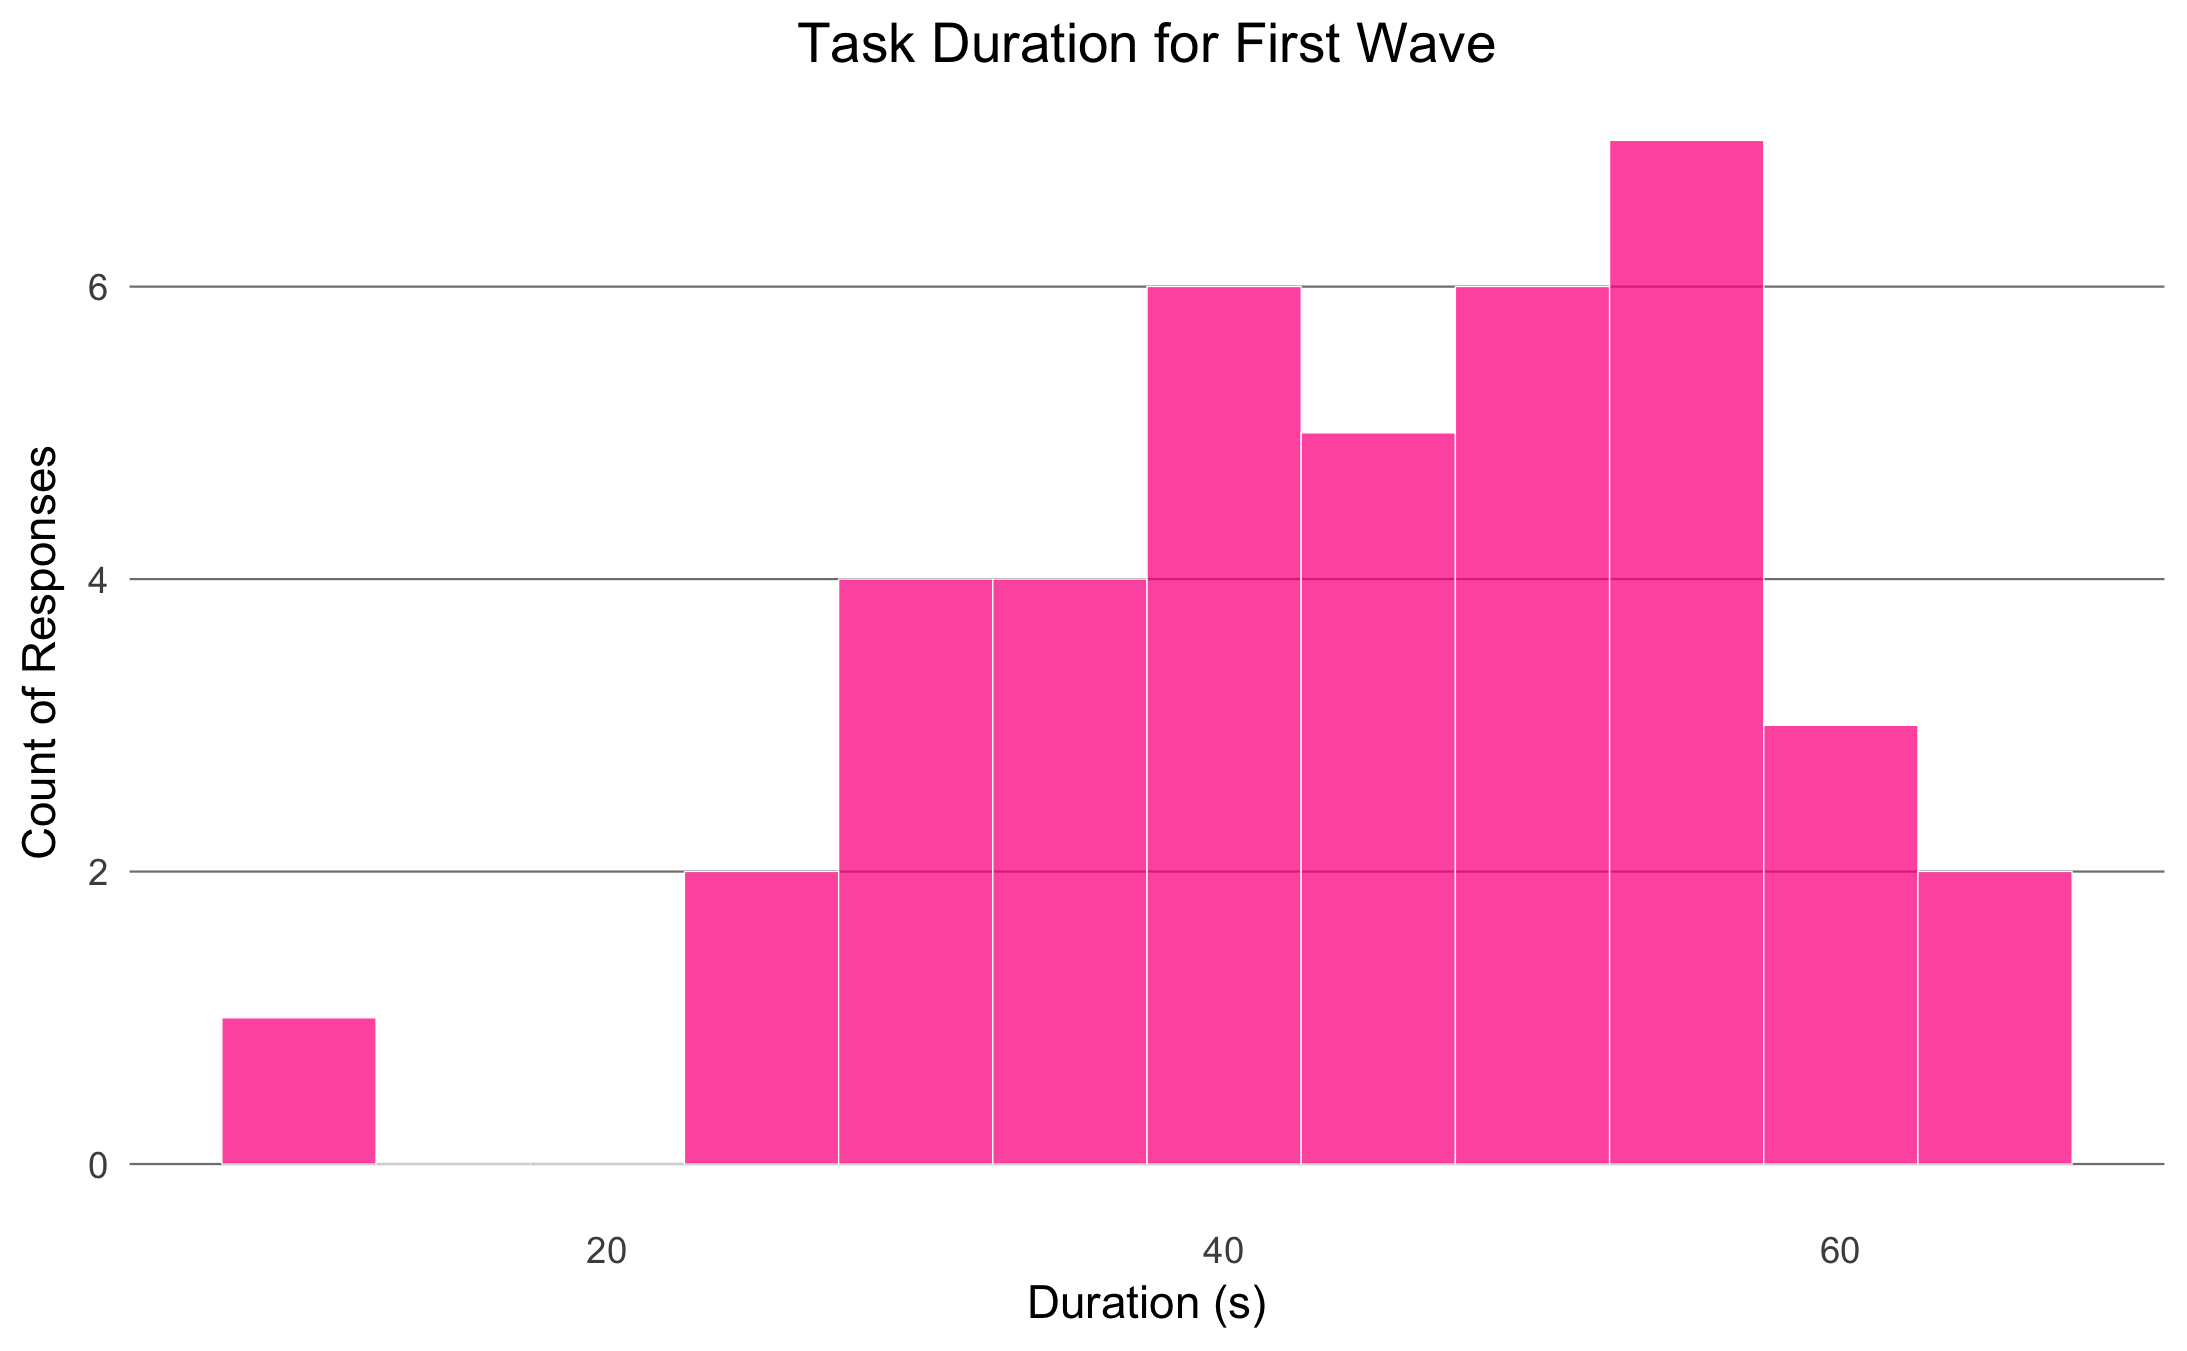 Task Duration for First Wave
Count of Responses
6
4
2
0
20 40 60
Duration (s)